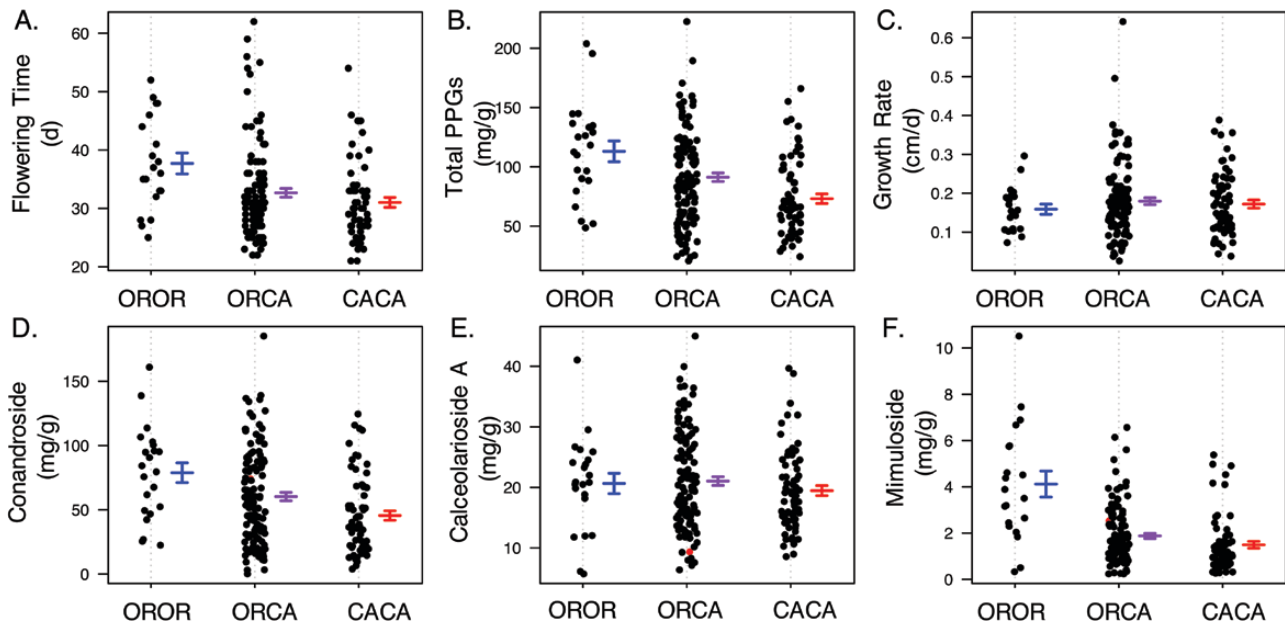 A.
Flowering Time
(d)
60
50
40
30
20
OROR
ORCA
CACA
B.
Total PPGs
(mg/g)
200
150
100
50
OROR
ORCA
CACA
C.
Growth Rate
(cm/d)
0.6
0.5
0.4
0.3
0.2
0.1
OROR
ORCA
CACA
D.
Conandroside
(mg/g)
150
100
50
0
OROR
ORCA
CACA
E.
Calceolarioside A
(mg/g)
40
30
20
10
OROR
ORCA
CACA
F.
Mimuloside
(mg/g)
10
8
6
4
2
0
OROR
ORCA
CACA